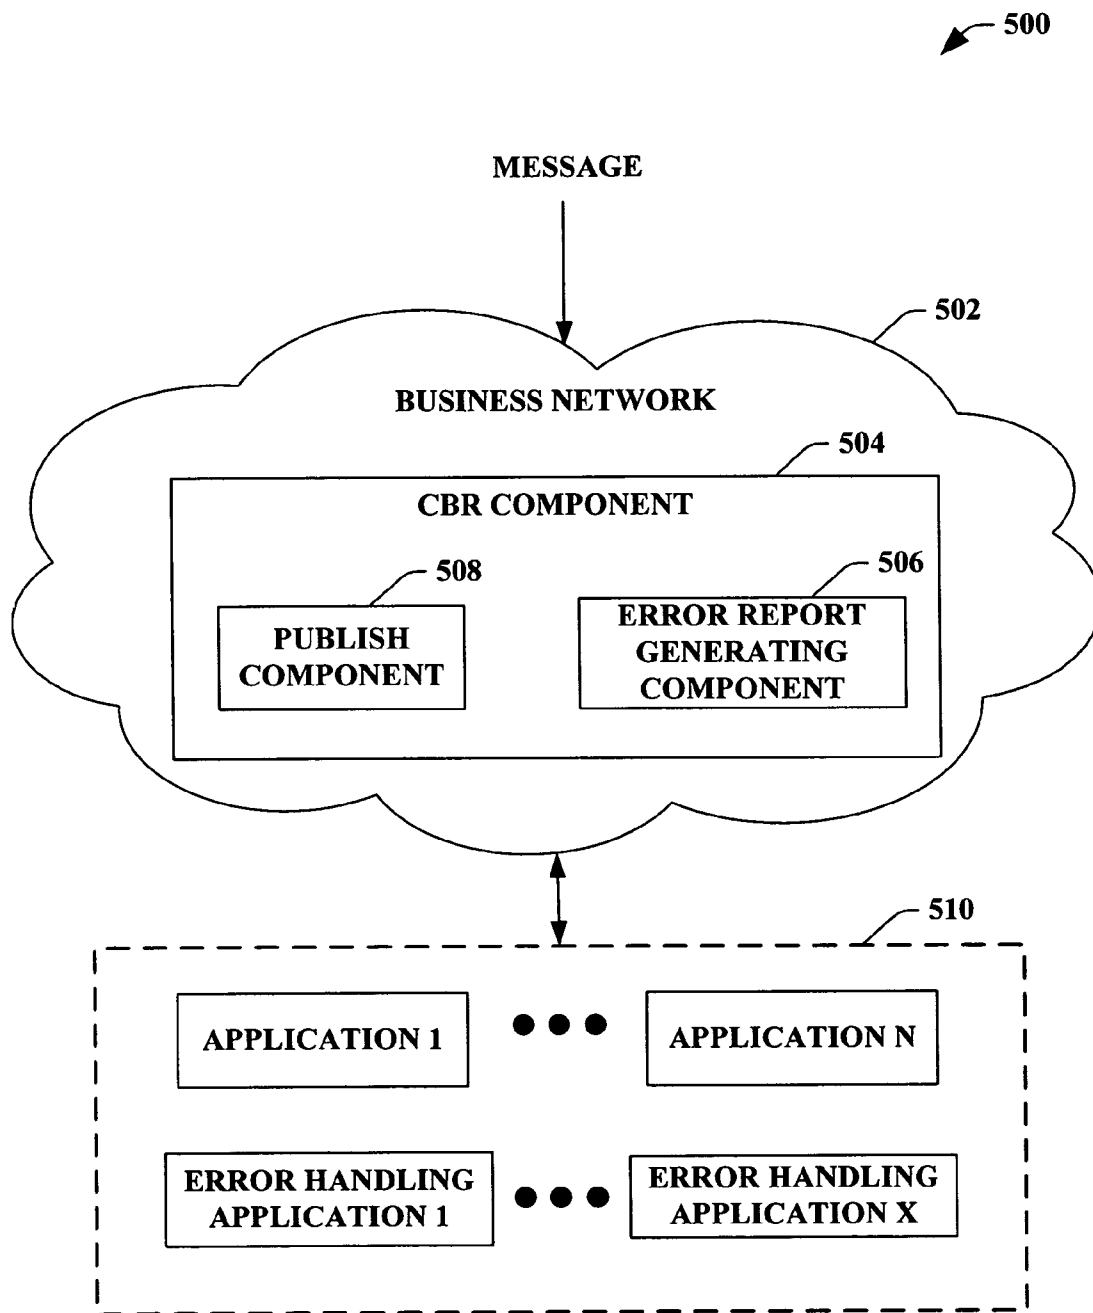 500
MESSAGE
502
BUSINESS NETWORK
504
CBR COMPONENT
508
506
PUBLISH
COMPONENT
ERROR REPORT
GENERATING
COMPONENT
510
APPLICATION 1
APPLICATION N
ERROR HANDLING
APPLICATION 1
ERROR HANDLING
APPLICATION X